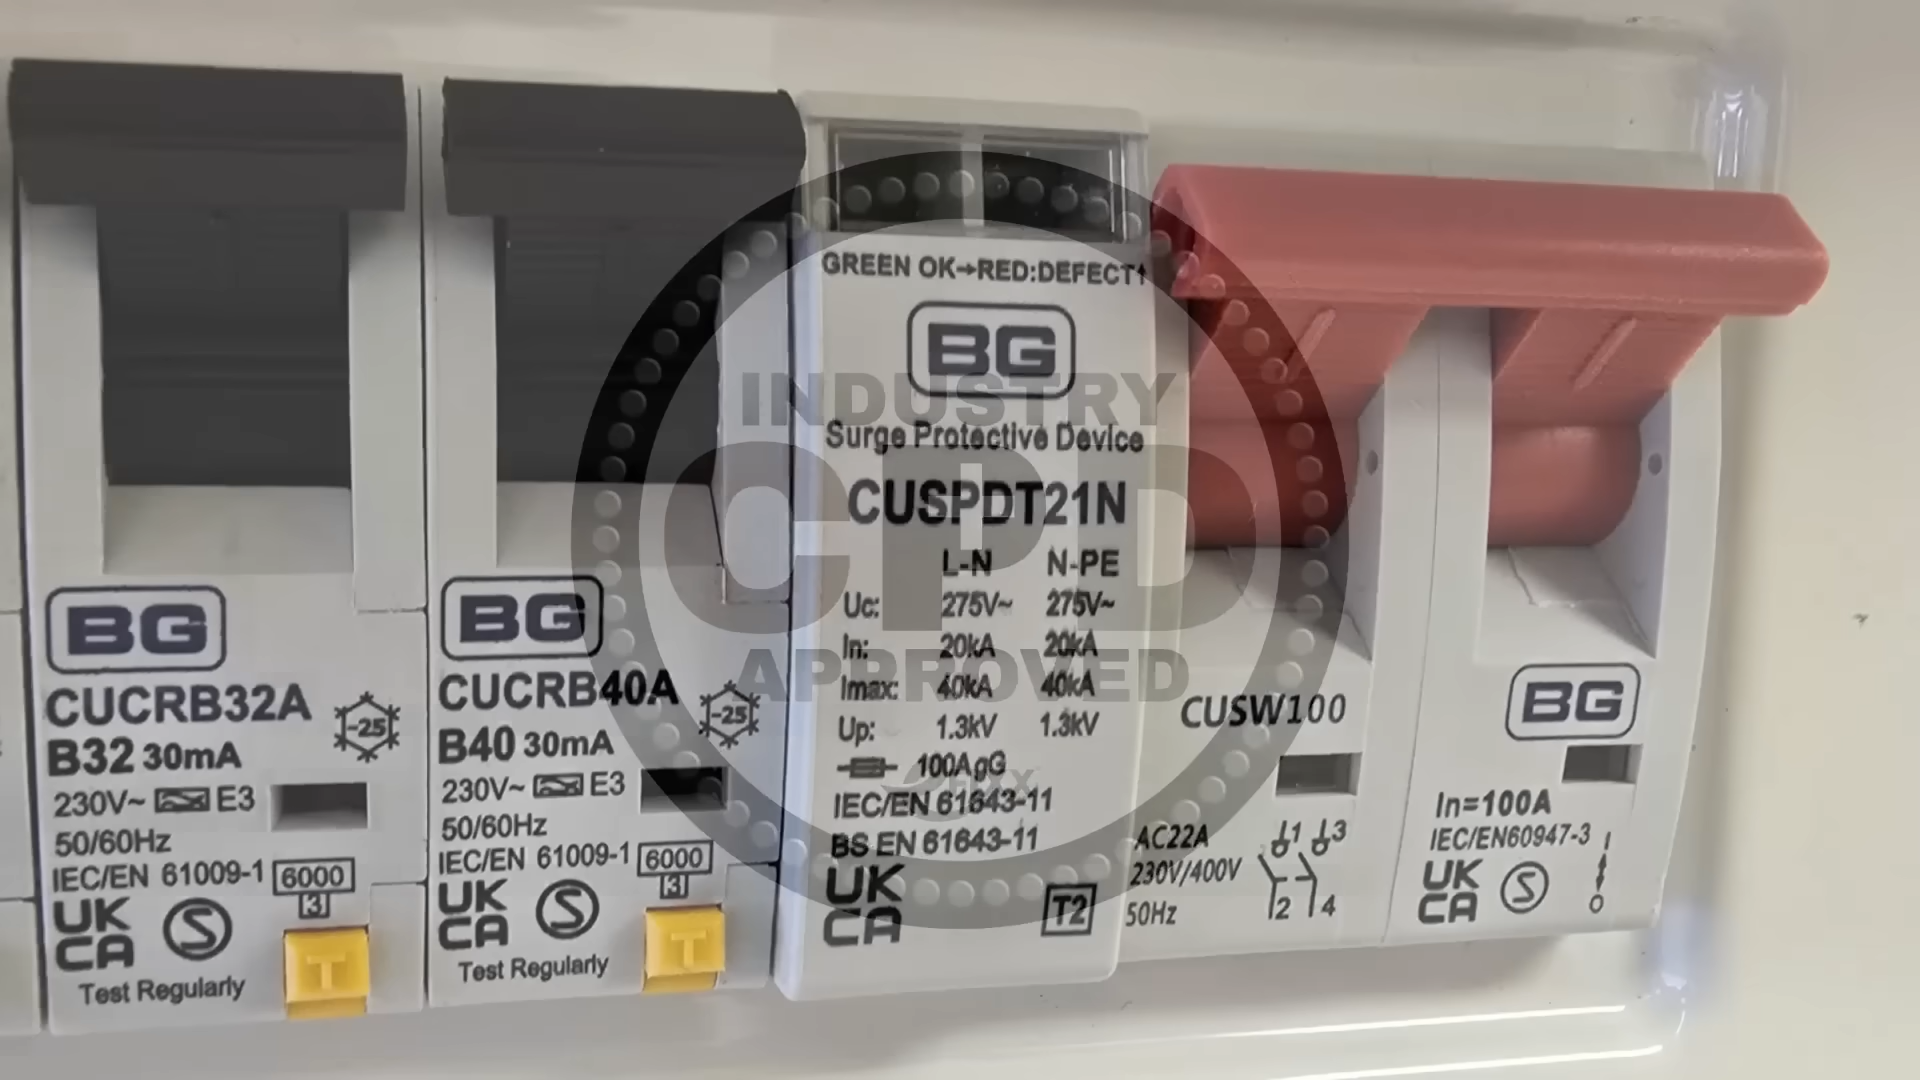 BG
CUCRB32A
-25
B32 30mA
230V~ E3
50/60Hz
IEC/EN 61009-1 6000
3
UK
CA
S
T
Test Regularly
BG
CUCRB40A
-25
B40 30mA
230V~ E3
50/60Hz
IEC/EN 61009-1 6000
3
UK
CA
S
T
Test Regularly
GREEN OK→RED:DEFECT↑
BG
Surge Protective Device
CUSPDT21N
L-N N-PE
Uc: 275V~ 275V~
In: 20kA 20kA
Imax: 40kA 40kA
Up: 1.3kV 1.3kV
100A gG
IEC/EN 61643-11
BS EN 61643-11
UK
CA
T2
INDUSTRY
CPD
APPROVED
CUSW100
AC22A
230V/400V
50Hz
1 3
2 4
BG
In=100A
IEC/EN60947-3
UK
CA
S